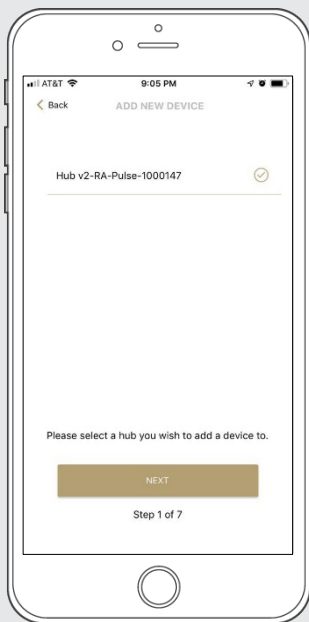 AT&T 9:05 PM
Back ADD NEW DEVICE
Hub v2-RA-Pulse-1000147
Please select a hub you wish to add a device to.
NEXT
Step 1 of 7